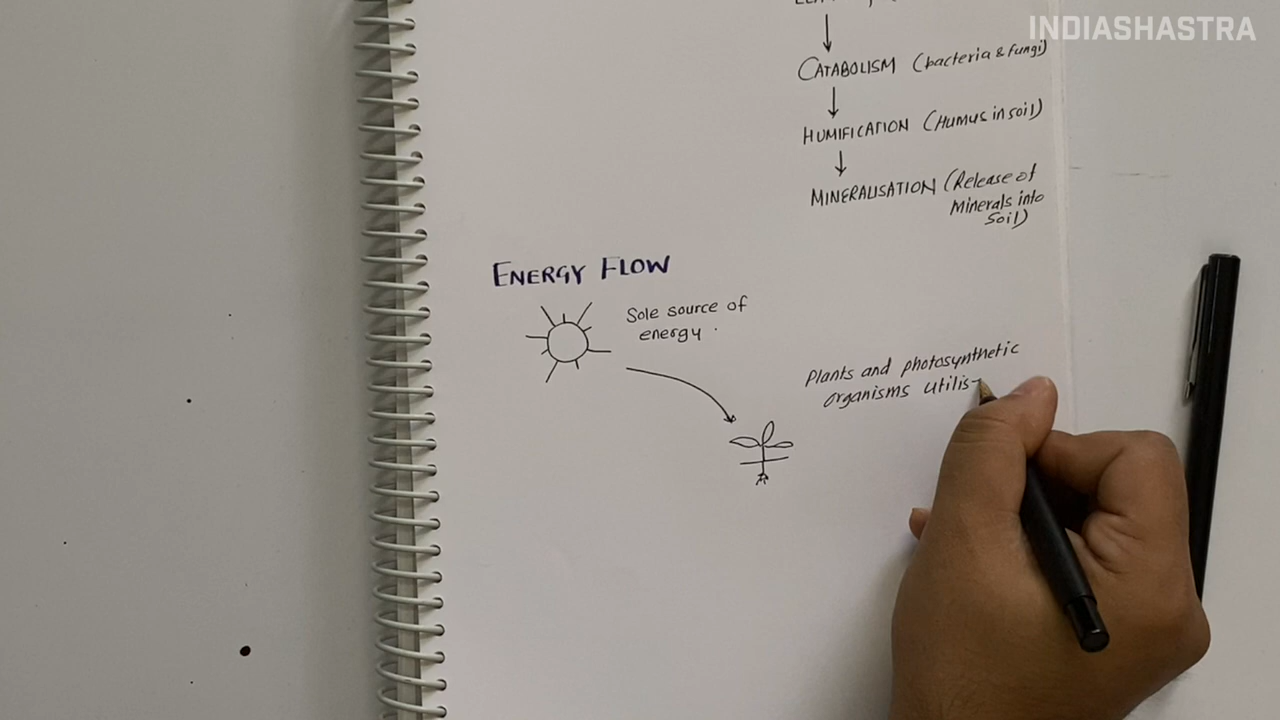 INDIASHASTRA
CATABOLISM (bacteria & fungi)
HUMIFICATION (Humus in soil)
MINERALISATION (Release of
Minerals into
Soil)
ENERGY FLOW
Sole source of
energy.
Plants and photosynthetic
organisms utilis